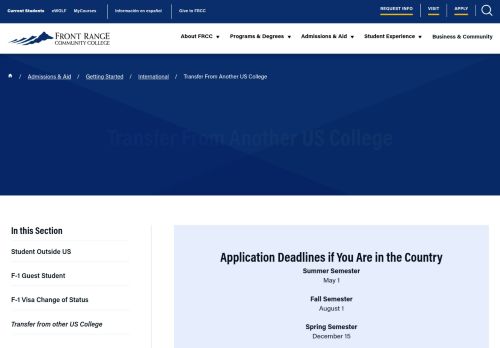 Current Students eWOLF MyCourses Información en español Give to FRCC REQUEST INFO VISIT APPLY
FRONT RANGE
COMMUNITY COLLEGE
About FRCC Programs & Degrees Admissions & Aid Student Experience Business & Community
/ Admissions & Aid / Getting Started / International / Transfer From Another US College
Transfer From Another US College
In this Section
Student Outside US
F-1 Guest Student
F-1 Visa Change of Status
Transfer from other US College
Application Deadlines if You Are in the Country
Summer Semester
May 1
Fall Semester
August 1
Spring Semester
December 15